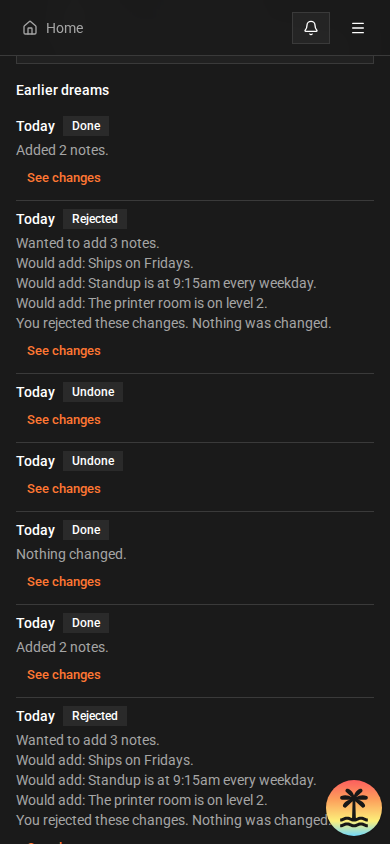 Home
Earlier dreams
Today Done
Added 2 notes.
See changes
Today Rejected
Wanted to add 3 notes.
Would add: Ships on Fridays.
Would add: Standup is at 9:15am every weekday.
Would add: The printer room is on level 2.
You rejected these changes. Nothing was changed.
See changes
Today Undone
See changes
Today Undone
See changes
Today Done
Nothing changed.
See changes
Today Done
Added 2 notes.
See changes
Today Rejected
Wanted to add 3 notes.
Would add: Ships on Fridays.
Would add: Standup is at 9:15am every weekday.
Would add: The printer room is on level 2.
You rejected these changes. Nothing was changed.